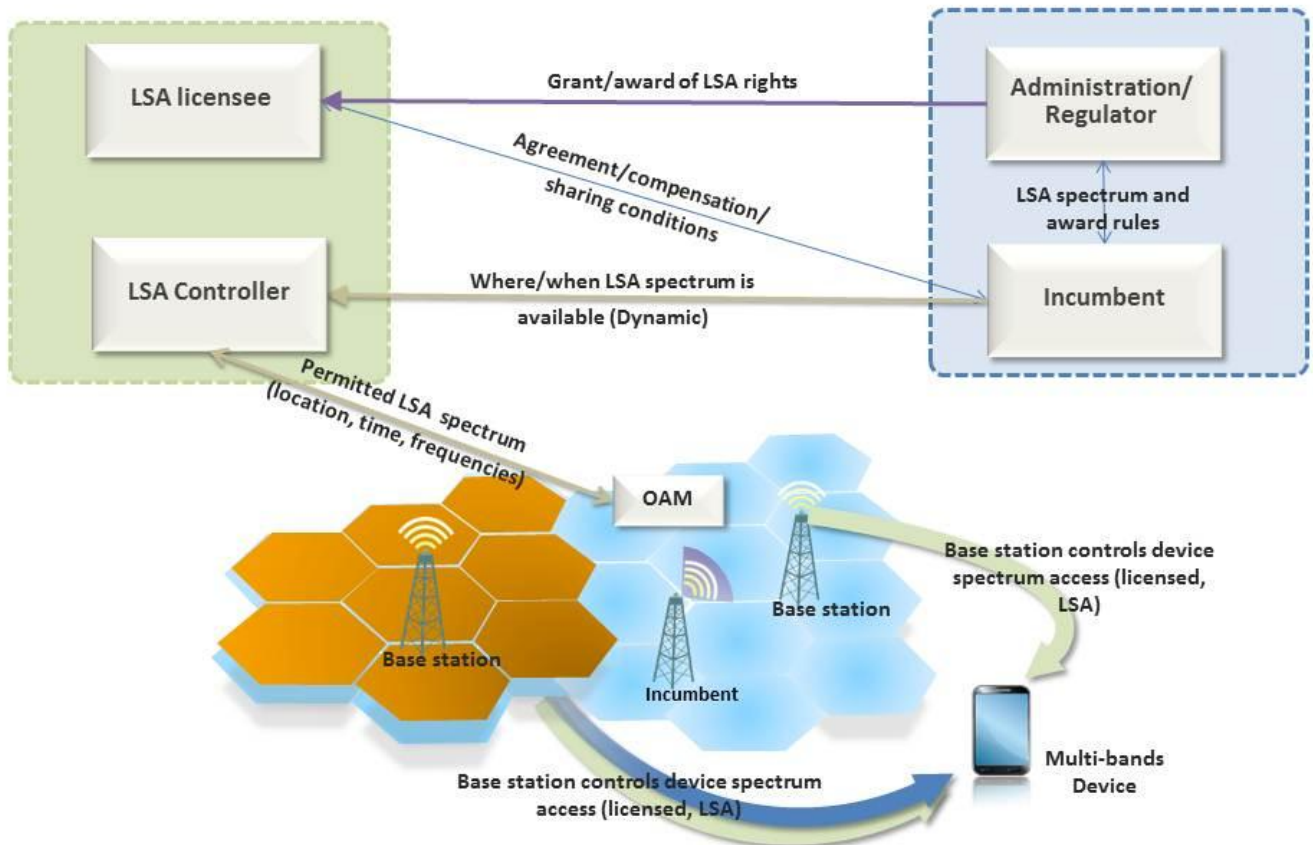 LSA licensee
Grant/award of LSA rights
Administration/
Regulator
Agreement/compensation/
sharing conditions
LSA spectrum and
award rules
LSA Controller
Where/when LSA spectrum is
available (Dynamic)
Incumbent
Permitted LSA spectrum
(location, time, frequencies)
OAM
Base station controls device
spectrum access (licensed,
LSA)
Base station
Base station
Incumbent
Multi-bands
Device
Base station controls device spectrum
access (licensed, LSA)